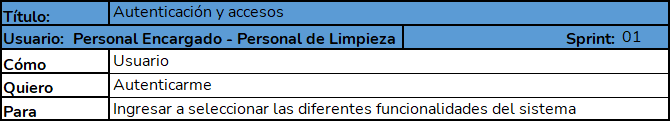 Título: Autenticación y accesos
Usuario: Personal Encargado - Personal de Limpieza Sprint: 01
Cómo Usuario
Quiero Autenticarme
Para Ingresar a seleccionar las diferentes funcionalidades del sistema